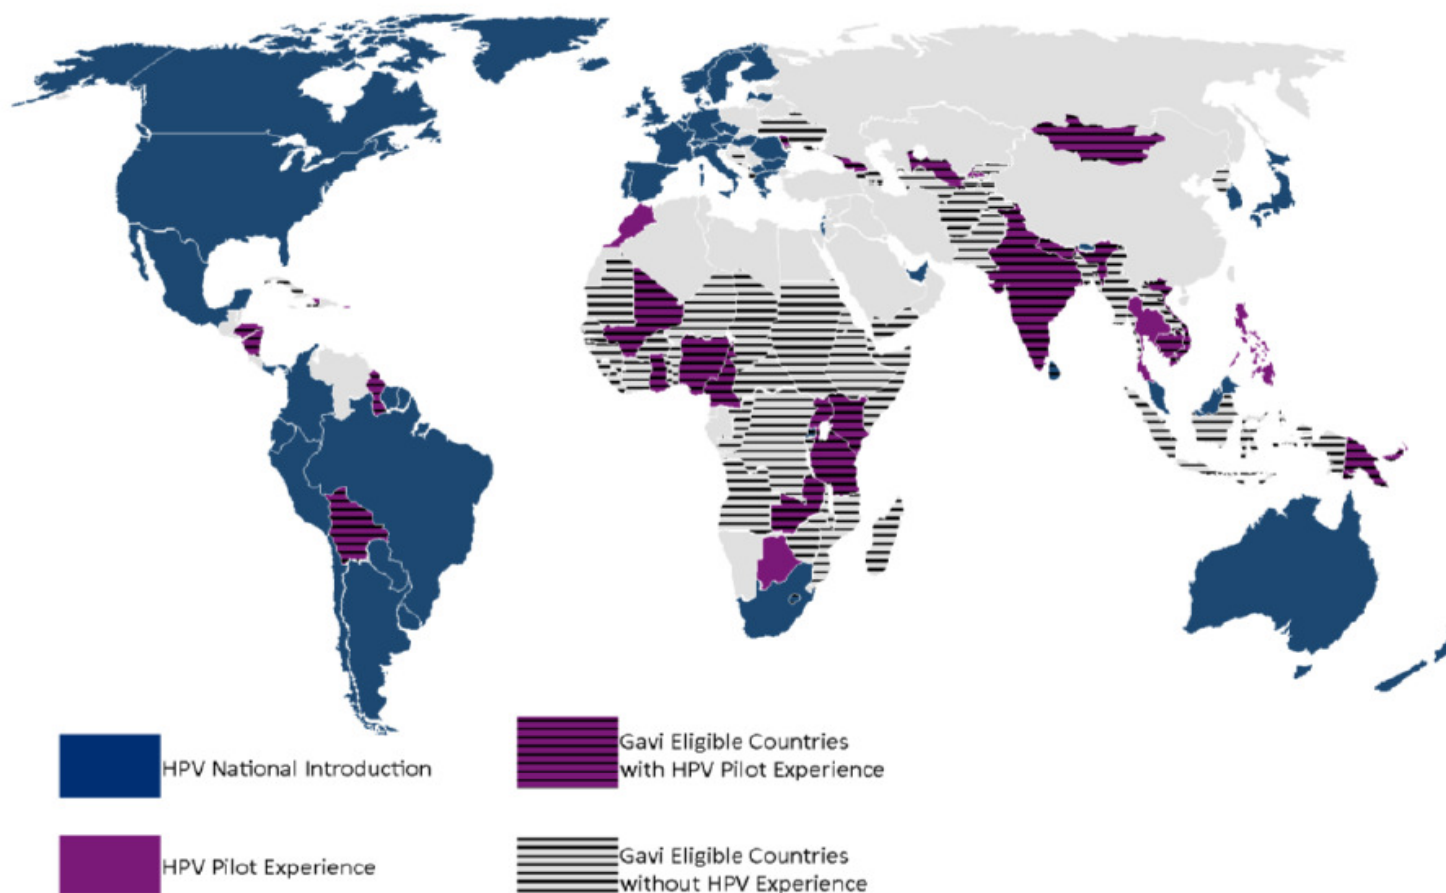 HPV National Introduction
HPV Pilot Experience
Gavi Eligible Countries
with HPV Pilot Experience
Gavi Eligible Countries
without HPV Experience